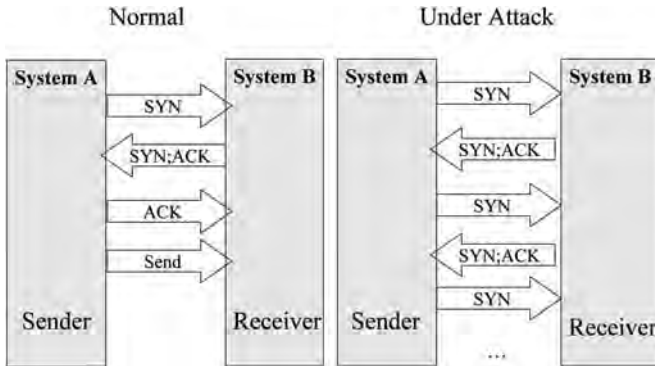 Normal
System A
System B
SYN
SYN;ACK
ACK
Send
Sender
Receiver
Under Attack
System A
System B
SYN
SYN;ACK
SYN
SYN;ACK
SYN
Sender
Receiver
...